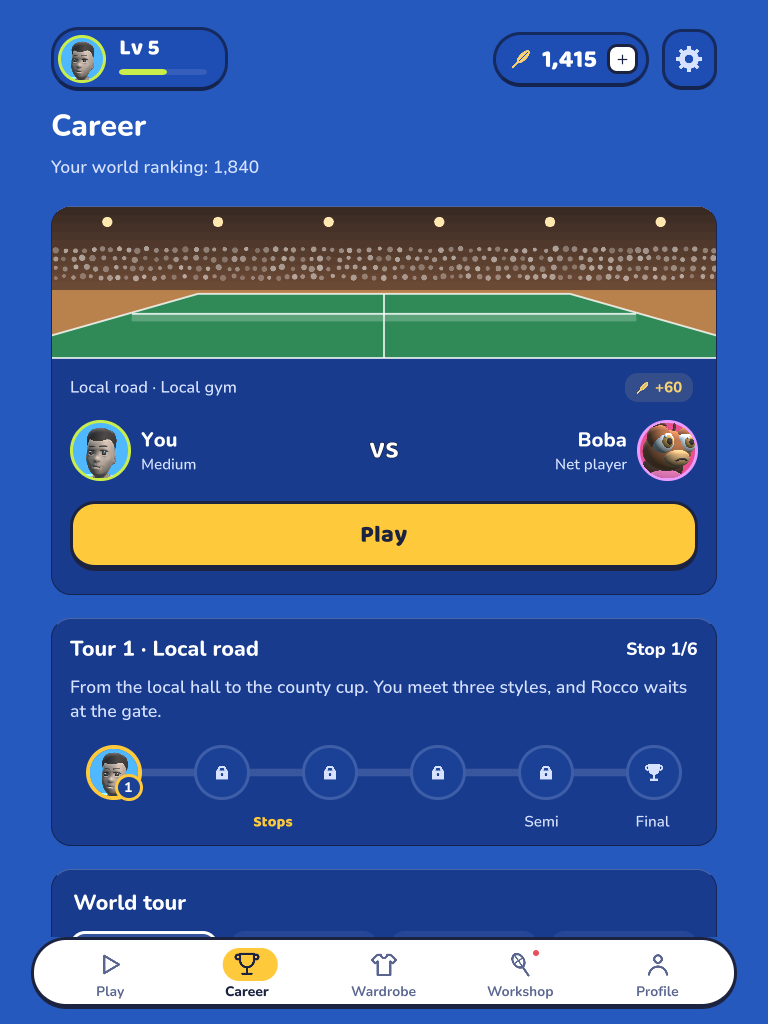 Lv 5
1,415
+
Career
Your world ranking: 1,840
Local road · Local gym
+60
You
Medium
VS
Boba
Net player
Play
Tour 1 · Local road
Stop 1/6
From the local hall to the county cup. You meet three styles, and Rocco waits
at the gate.
1
Stops
Semi
Final
World tour
Play
Career
Wardrobe
Workshop
Profile